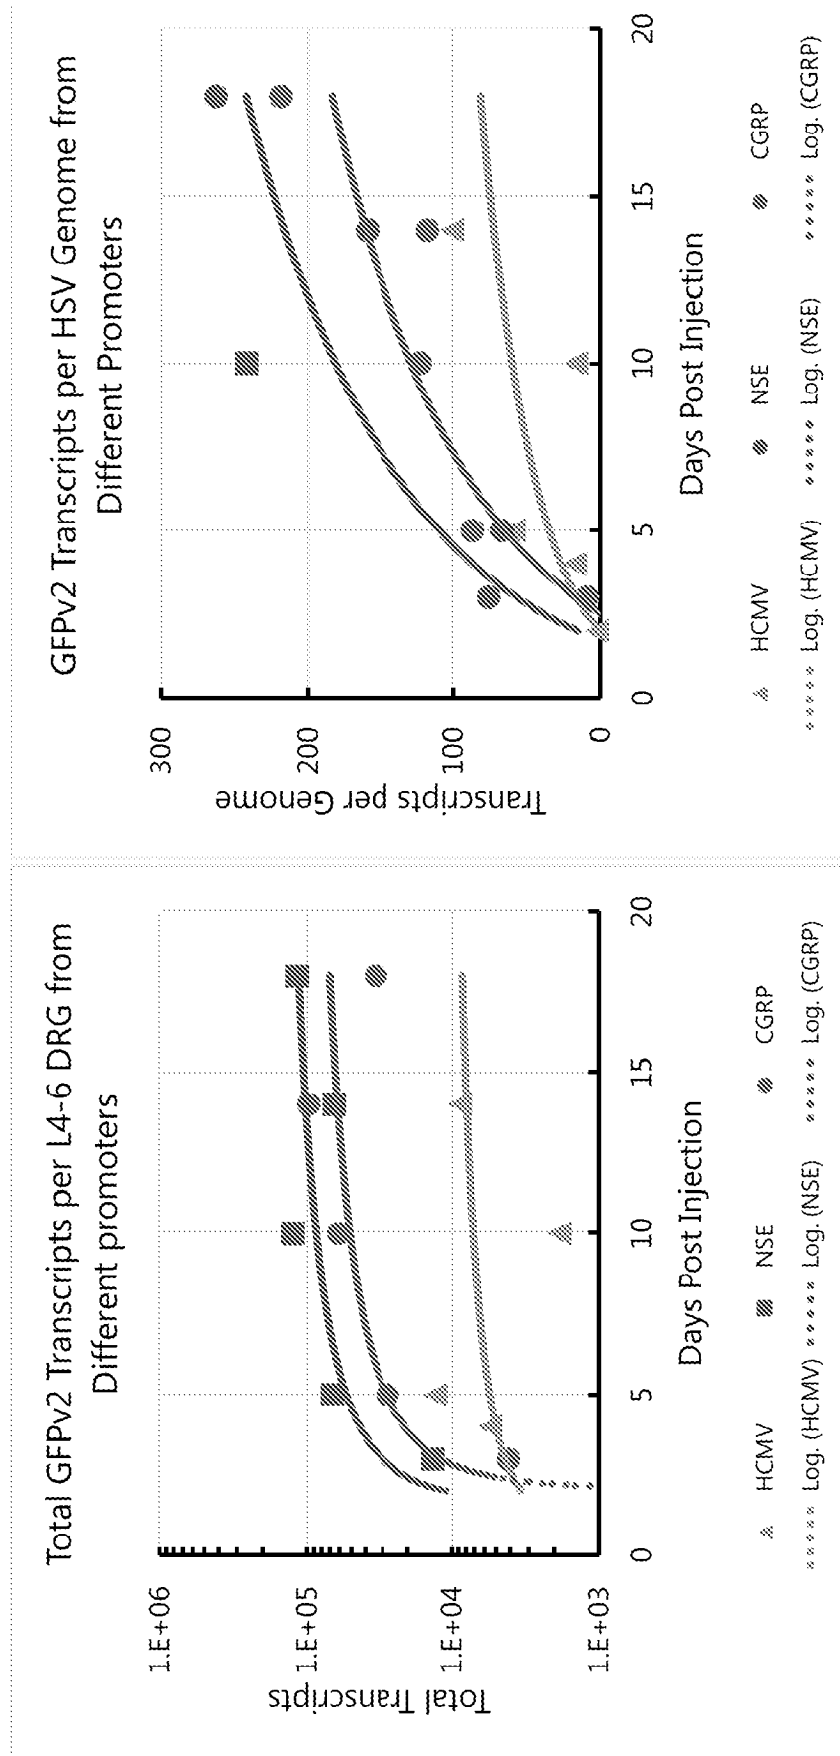 Total GFPv2 Transcripts per L4-6 DRG from
Different promoters
Total Transcripts
1.E+06
1.E+05
1.E+04
1.E+03
0
5
10
15
20
Days Post Injection
HCMV
NSE
CGRP
Log. (HCMV)
Log. (NSE)
Log. (CGRP)
GFPv2 Transcripts per HSV Genome from
Different Promoters
Transcripts per Genome
300
200
100
0
0
5
10
15
20
Days Post Injection
HCMV
NSE
CGRP
Log. (HCMV)
Log. (NSE)
Log. (CGRP)